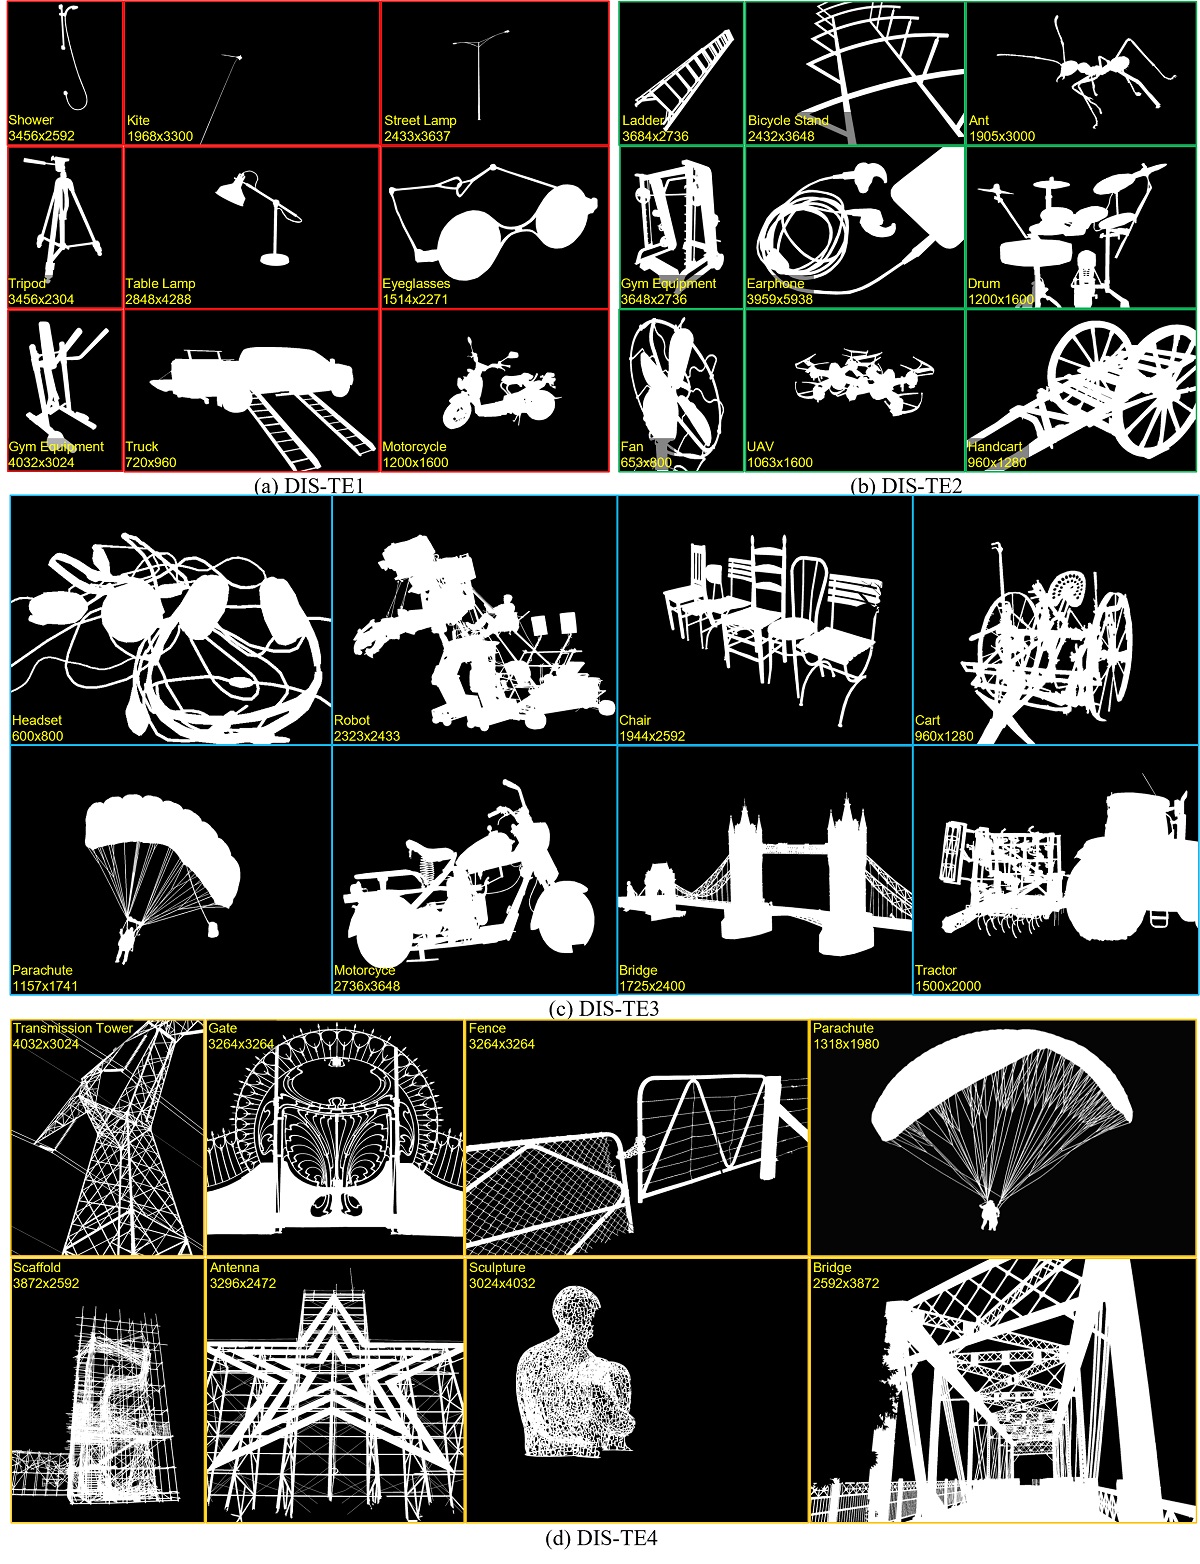 Shower
3456x2592
Kite
1968x3300
Street Lamp
2433x3637
Tripod
3456x2304
Table Lamp
2848x4288
Eyeglasses
1514x2271
Gym Equipment
4032x3024
Truck
720x960
Motorcycle
1200x1600
(a) DIS-TE1
Ladder
3684x2736
Bicycle Stand
2432x3648
Ant
1905x3000
Gym Equipment
3648x2736
Earphone
3959x5938
Drum
1200x1600
Fan
653x800
UAV
1063x1600
Handcart
960x1280
(b) DIS-TE2
Headset
600x800
Robot
2323x2433
Chair
1944x2592
Cart
960x1280
Parachute
1157x1741
Motorcyce
2736x3648
Bridge
1725x2400
Tractor
1500x2000
(c) DIS-TE3
Transmission Tower
4032x3024
Gate
3264x3264
Fence
3264x3264
Parachute
1318x1980
Scaffold
3872x2592
Antenna
3296x2472
Sculpture
3024x4032
Bridge
2592x3872
(d) DIS-TE4